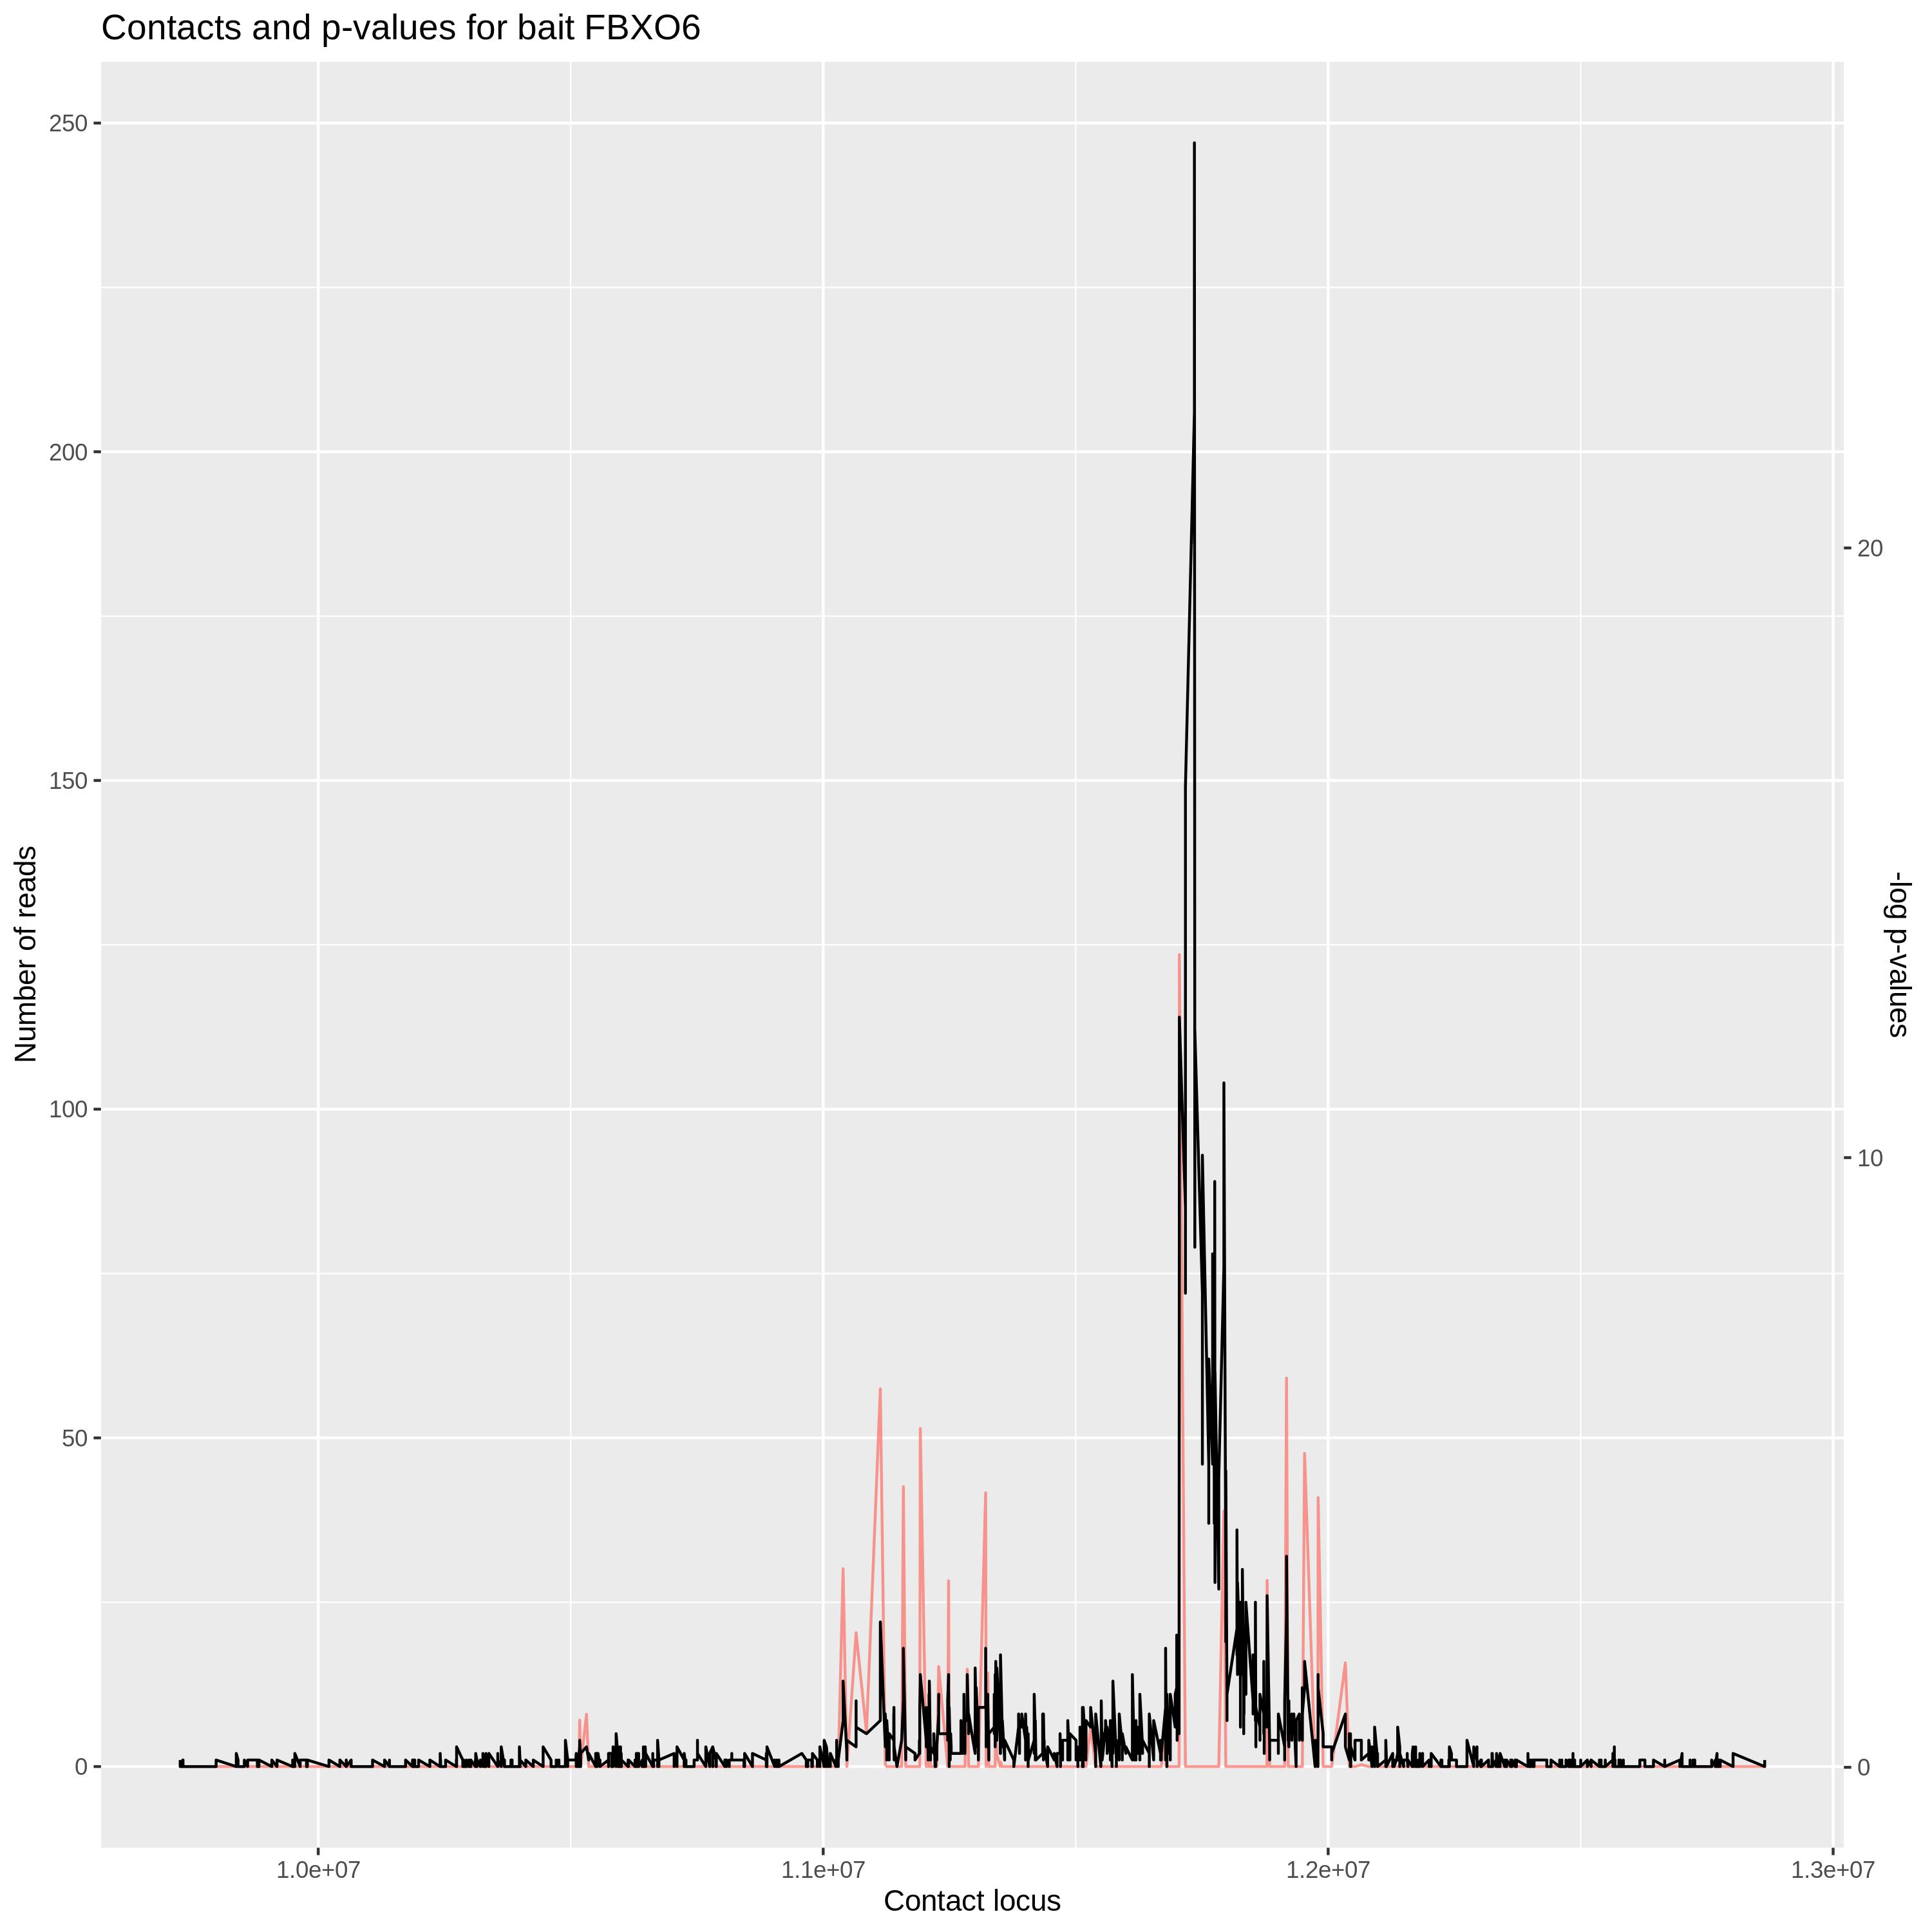 Contacts and p-values for bait FBXO6
250
200
150
100
50
0
Number of reads
20
10
0
-log p-values
1.0e+07
1.1e+07
1.2e+07
1.3e+07
Contact locus